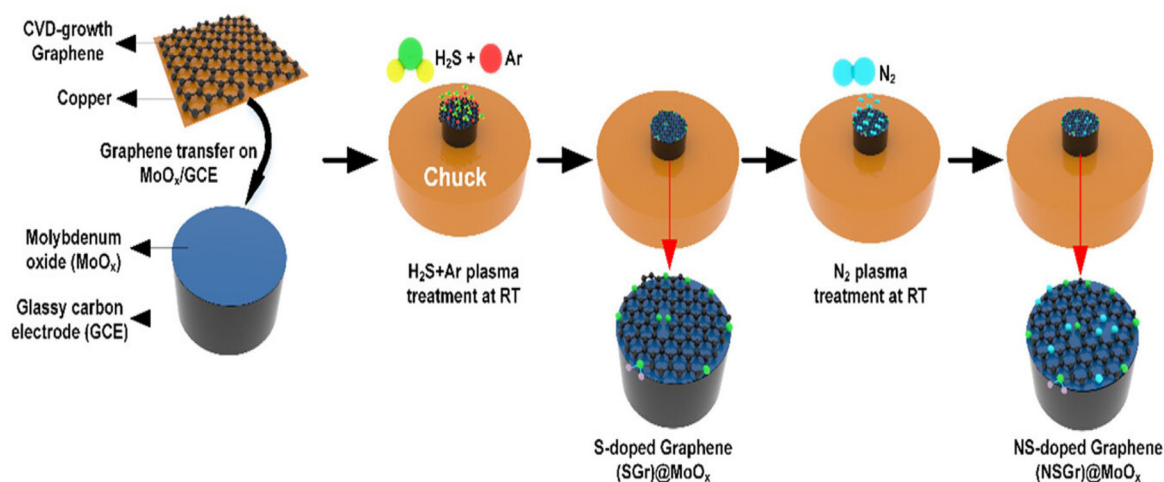 CVD-growth
Graphene
Copper
Graphene transfer on
MoOₓ/GCE
Molybdenum
oxide (MoOₓ)
Glassy carbon
electrode (GCE)
H₂S + Ar
Chuck
H₂S+Ar plasma
treatment at RT
S-doped Graphene
(SGr)@MoOₓ
N₂
N₂ plasma
treatment at RT
NS-doped Graphene
(NSGr)@MoOₓ